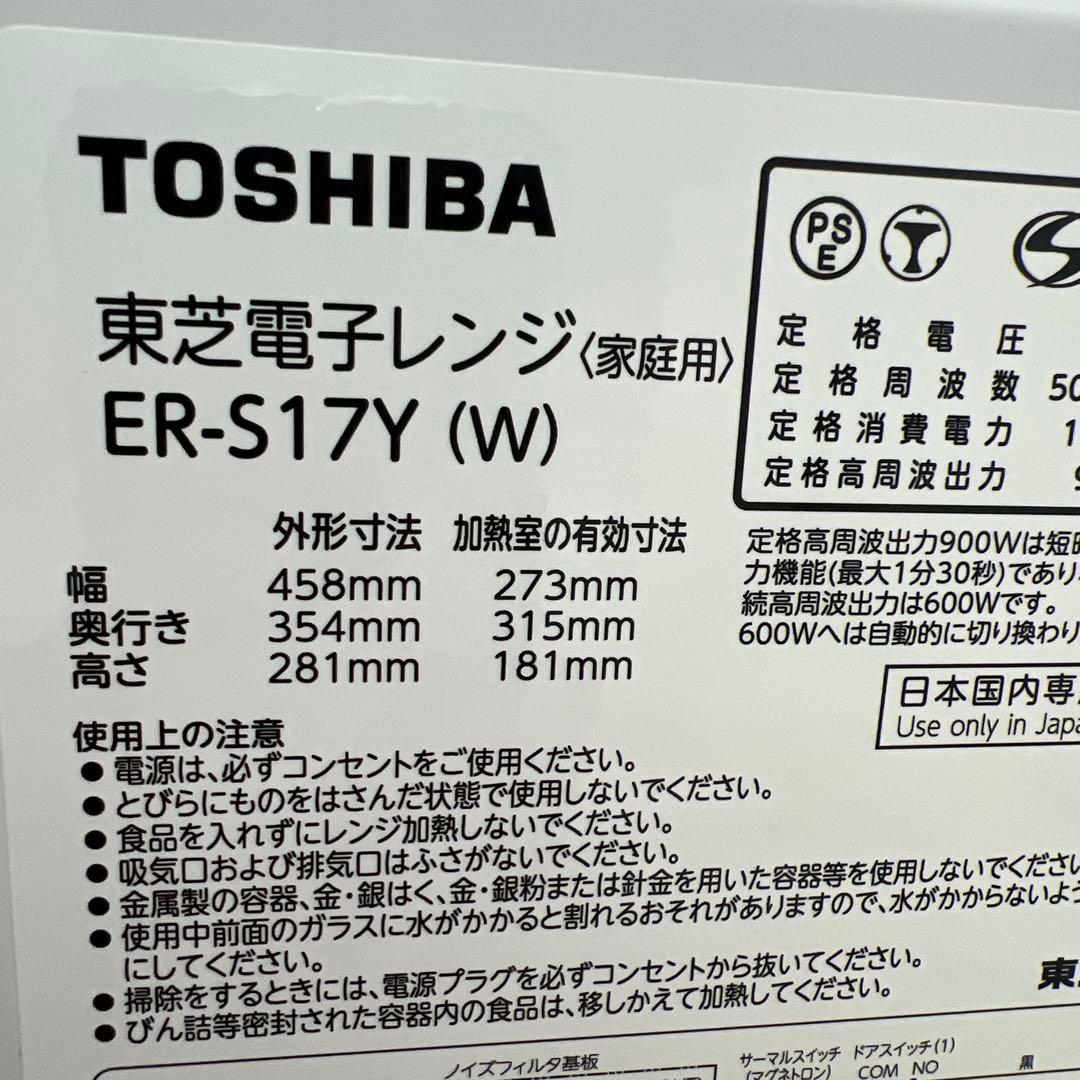 TOSHIBA
東芝電子レンジ〈家庭用〉
ER-S17Y (W)
外形寸法 加熱室の有効寸法
幅 458mm 273mm
奥行き 354mm 315mm
高さ 281mm 181mm
PS
E
定格電圧
定格周波数 50
定格消費電力 1
定格高周波出力 9
定格高周波出力900Wは短時
力機能(最大1分30秒)であり、
続高周波出力は600Wです。
600Wへは自動的に切り換わり
日本国内専
Use only in Japa
使用上の注意
● 電源は、必ずコンセントをご使用ください。
● とびらにものをはさんだ状態で使用しないでください。
● 食品を入れずにレンジ加熱しないでください。
● 吸気口および排気口はふさがないでください。
● 金属製の容器、金・銀はく、金・銀粉または針金を用いた容器等を使用しないでください
● 使用中前面のガラスに水がかかると割れるおそれがありますので、水がかからないよう
にしてください。
● 掃除をするときには、電源プラグを必ずコンセントから抜いてください。
● びん詰等密封された容器内の食品は、移しかえて加熱してください。
東
ノイズフィルタ基板
サーマルスイッチ ドアスイッチ(1)
(マグネトロン) COM NO
黒